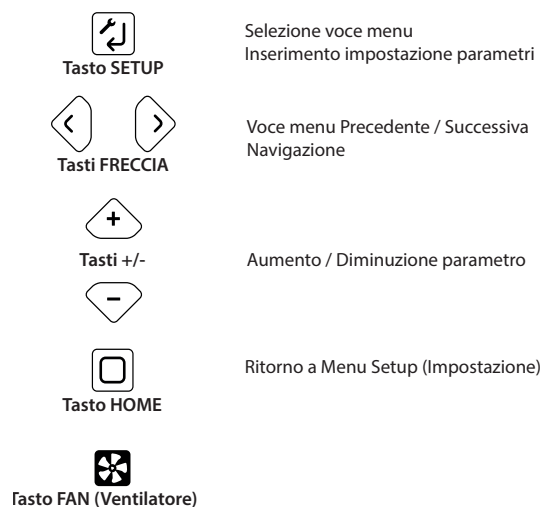 Selezione voce menu
Inserimento impostazione parametri
Tasto SETUP
Voce menu Precedente / Successiva
Navigazione
Tasti FRECCIA
+
Tasti +/-
Aumento / Diminuzione parametro
-
Ritorno a Menu Setup (Impostazione)
Tasto HOME
Tasto FAN (Ventilatore)